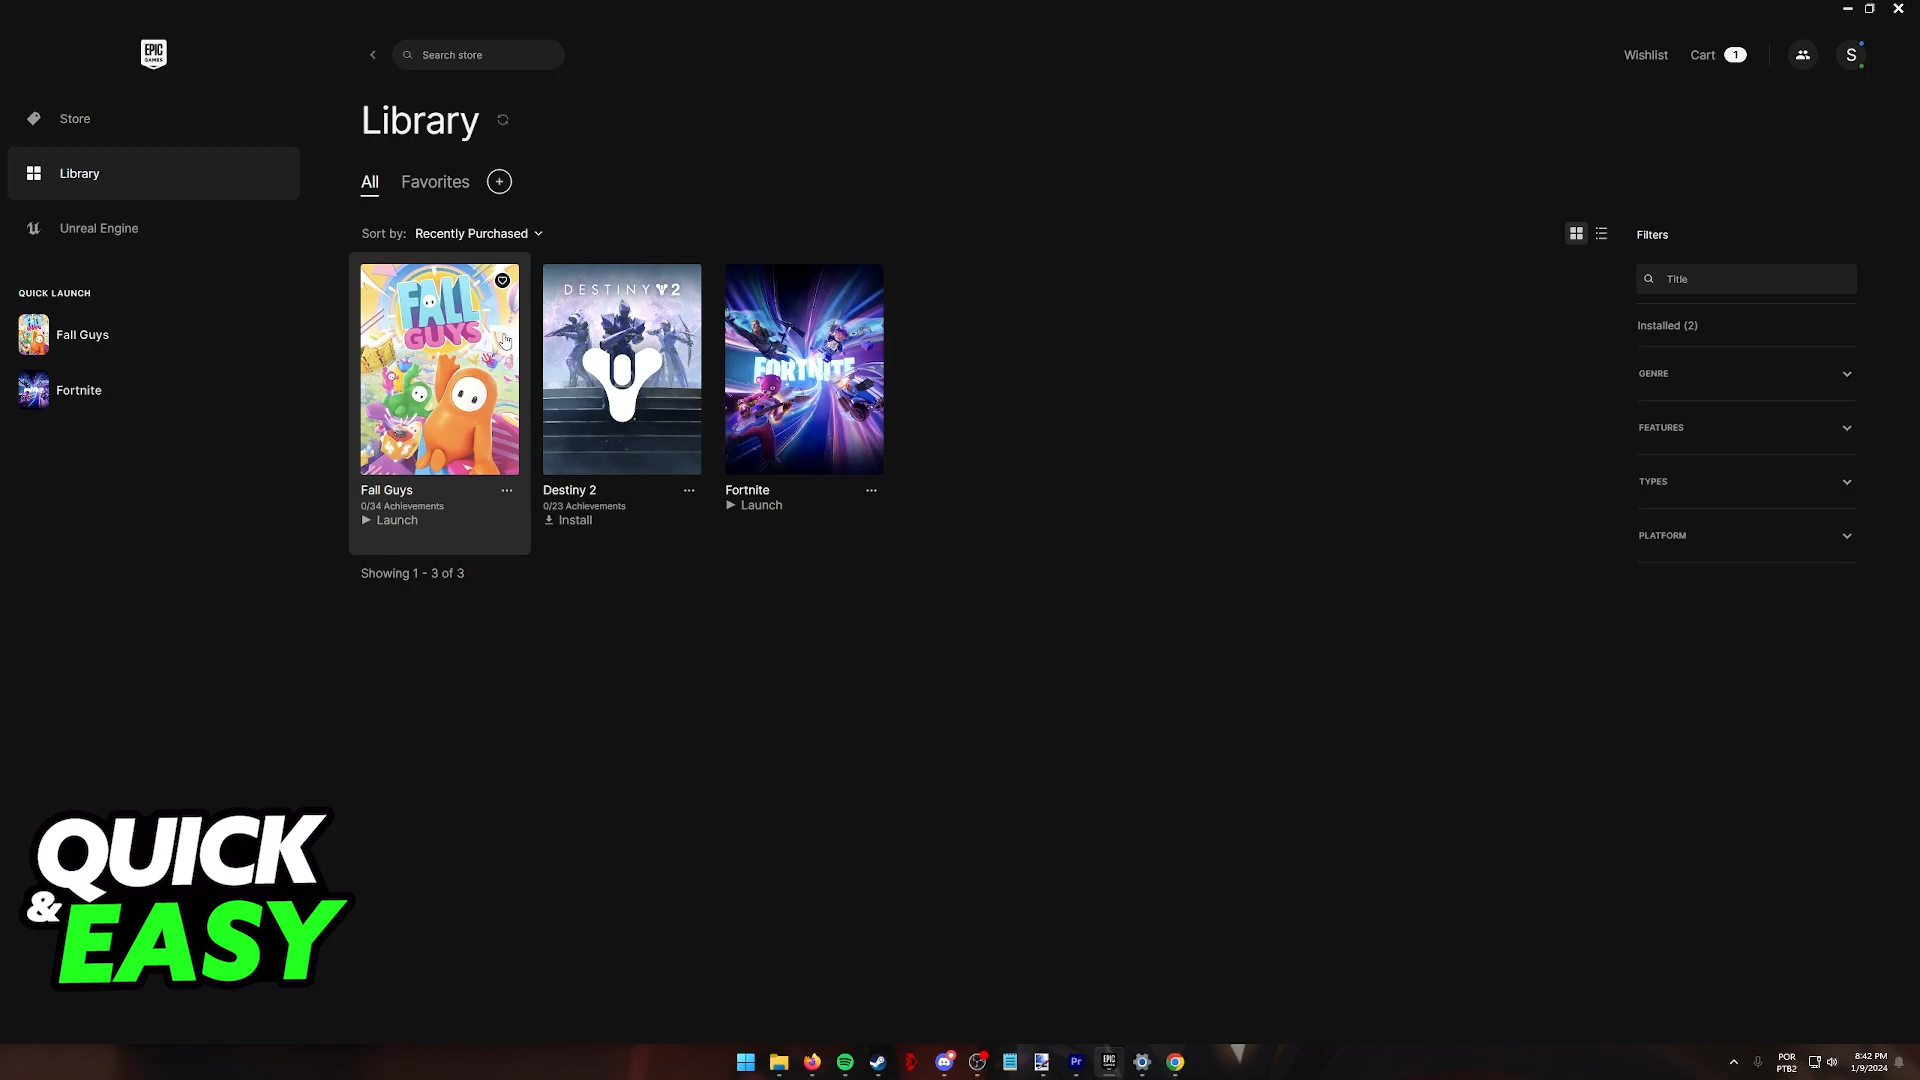 EPIC
GAMES
Search store
Wishlist
Cart
1
S
Store
Library
Unreal Engine
QUICK LAUNCH
Fall Guys
Fortnite
Library
All
Favorites
Sort by: Recently Purchased
FALL
GUYS
DESTINY 2
FORTNITE
Fall Guys
0/34 Achievements
Launch
Destiny 2
0/23 Achievements
Install
Fortnite
Launch
Showing 1 - 3 of 3
Filters
Title
Installed (2)
GENRE
FEATURES
TYPES
PLATFORM
QUICK
&EASY
Pr
EPIC
POR
PTB2
8:42 PM
1/9/2024